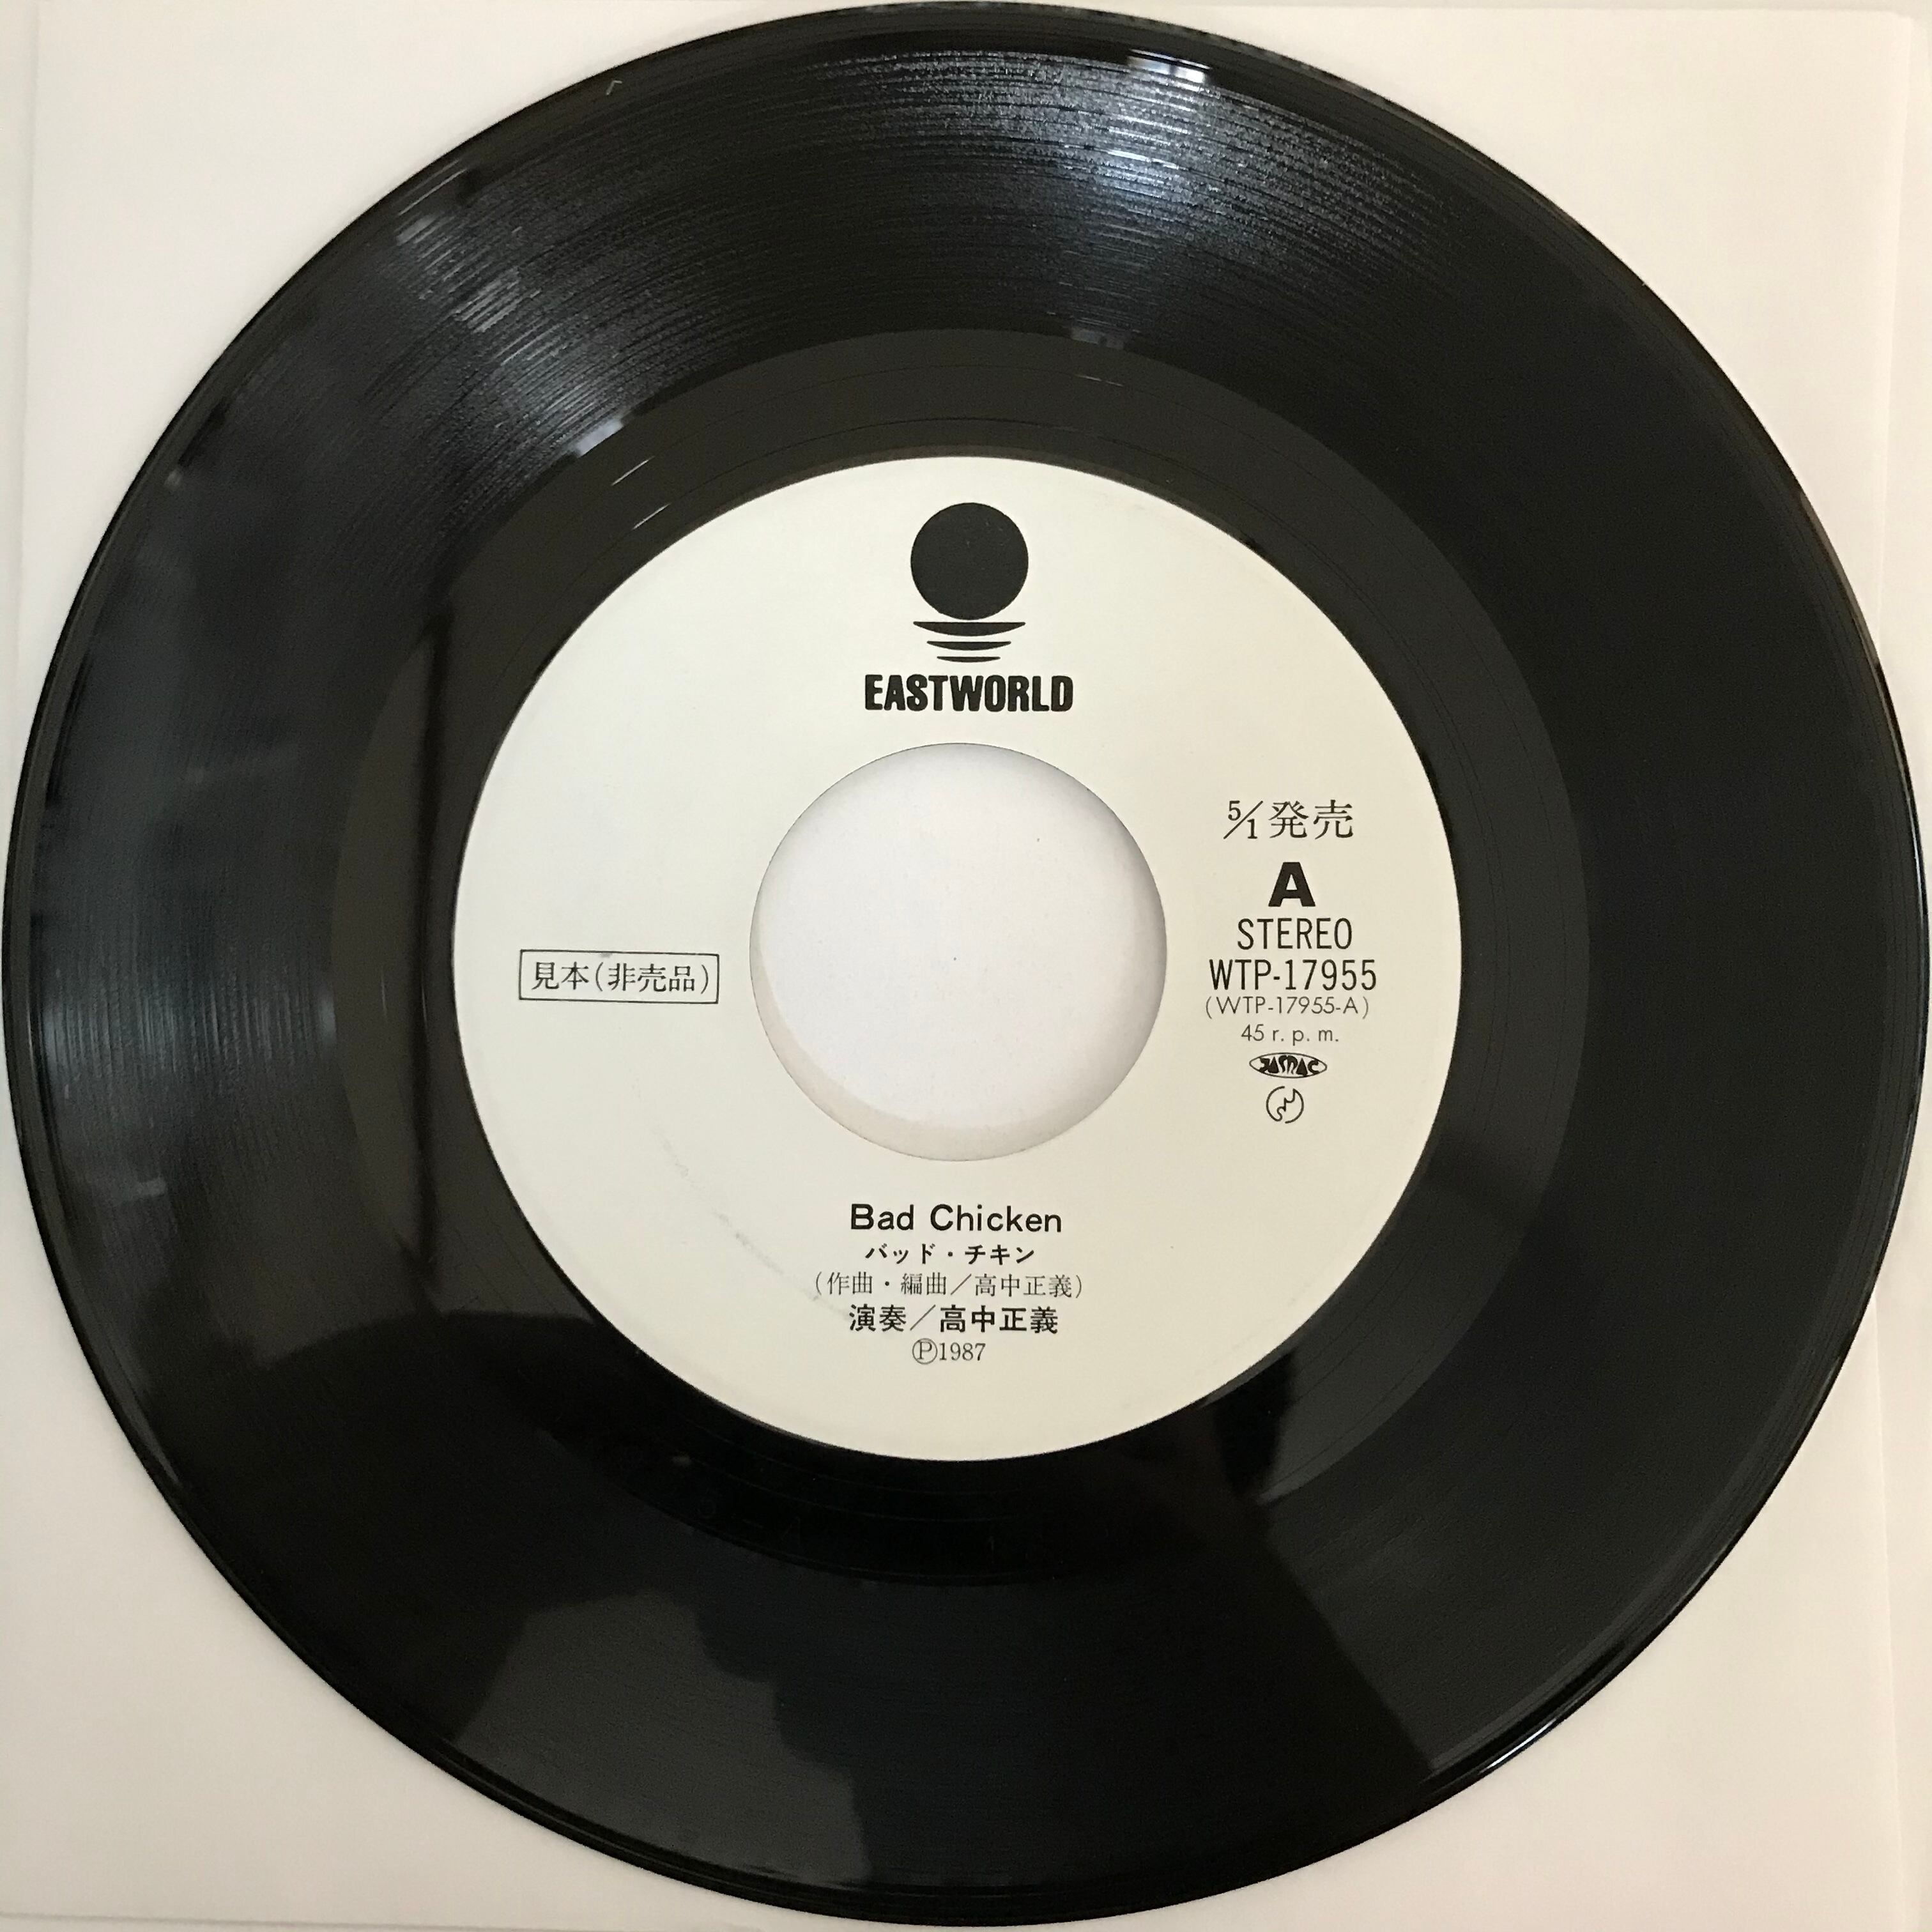 EASTWORLD
5/1発売
A
STEREO
WTP-17955
(WTP-17955-A)
45 r. p. m.
JASRAC
見本(非売品)
Bad Chicken
バッド・チキン
(作曲・編曲/高中正義)
演奏/高中正義
Ⓟ1987